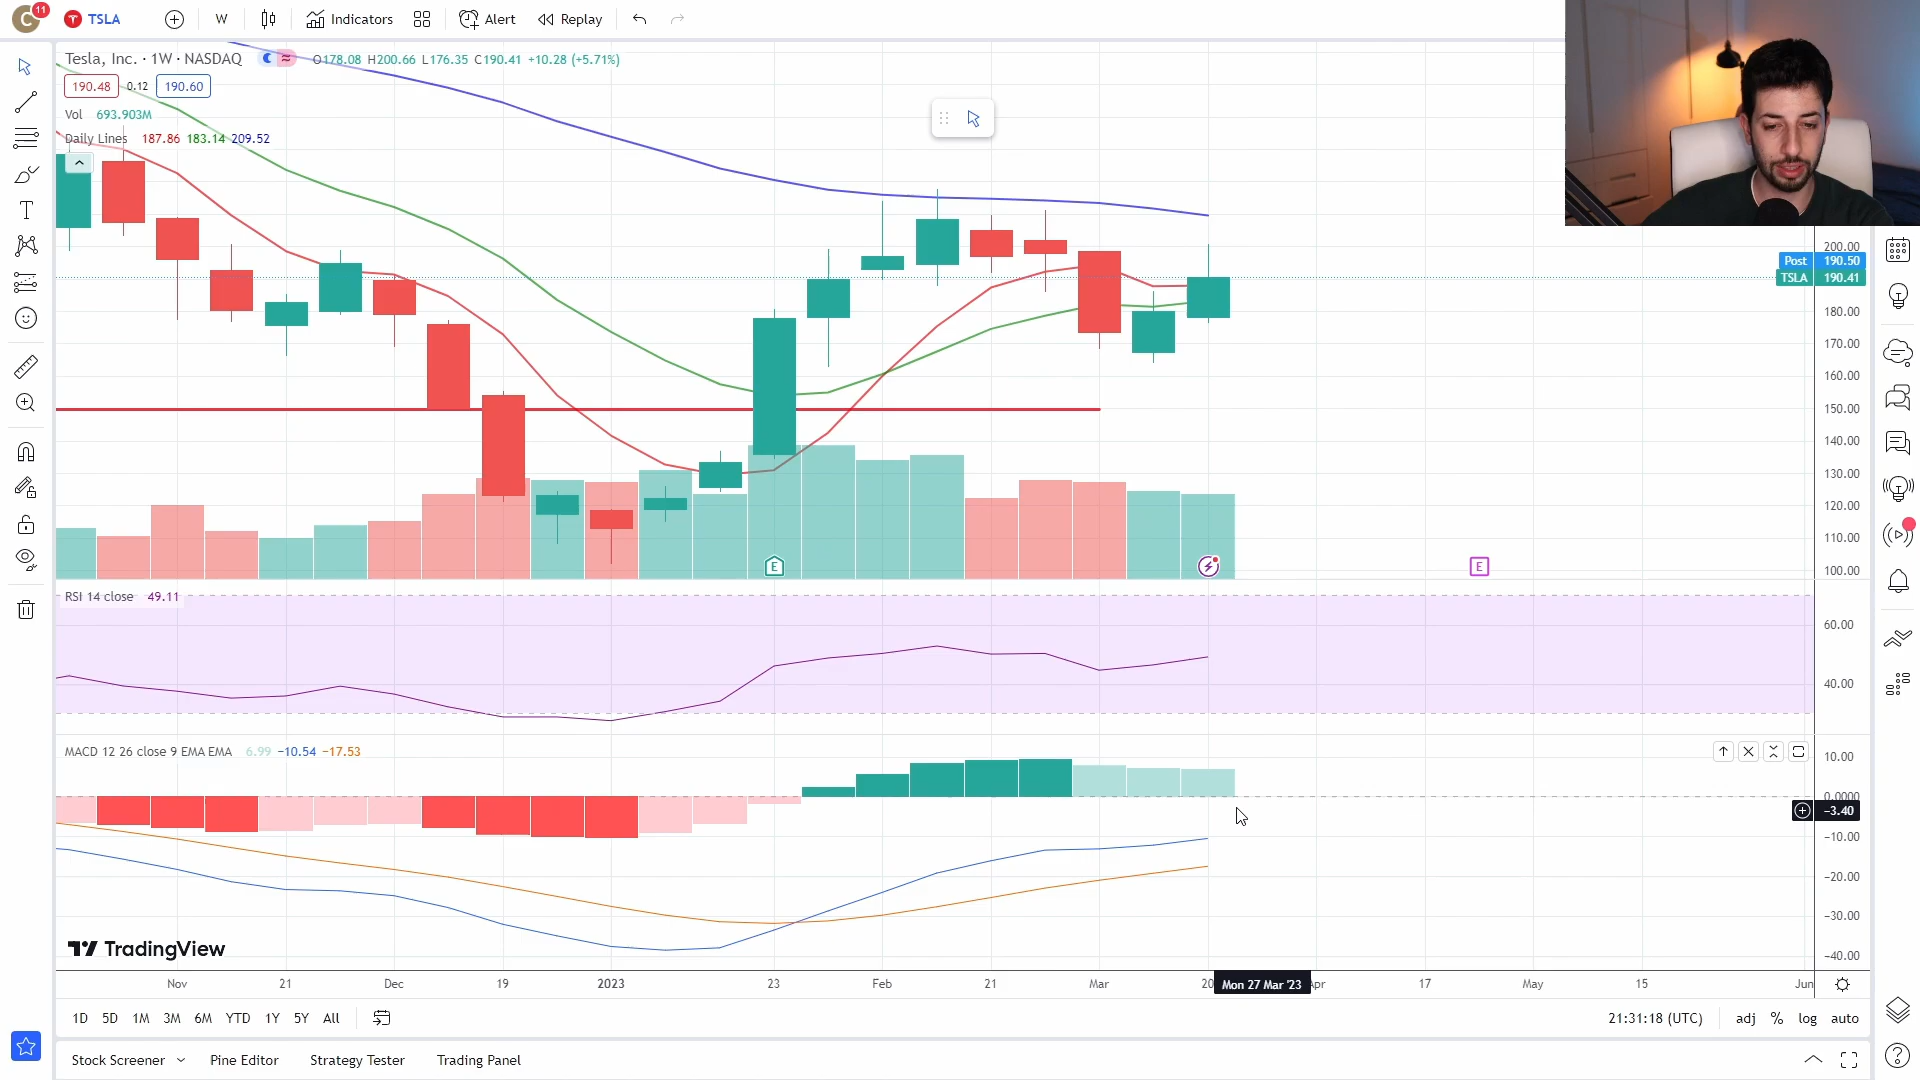 C 11 TSLA W Indicators Alert Replay
Tesla, Inc. · 1W · NASDAQ O178.08 H200.66 L176.35 C190.41 +10.28 (+5.71%)
190.48 0.12 190.60
Vol 693.903M
Daily Lines 187.86 183.14 209.52
200.00
Post 190.50
TSLA 190.41
180.00
170.00
160.00
150.00
140.00
130.00
120.00
110.00
100.00
E
E
RSI 14 close 49.11
60.00
40.00
MACD 12 26 close 9 EMA EMA 6.99 −10.54 −17.53
10.00
0.0000
−3.40
−10.00
−20.00
−30.00
−40.00
TradingView
Nov 21 Dec 19 2023 23 Feb 21 Mar 20 Mon 27 Mar '23 Apr 17 May 15 Jun
1D 5D 1M 3M 6M YTD 1Y 5Y All 21:31:18 (UTC) adj % log auto
Stock Screener Pine Editor Strategy Tester Trading Panel